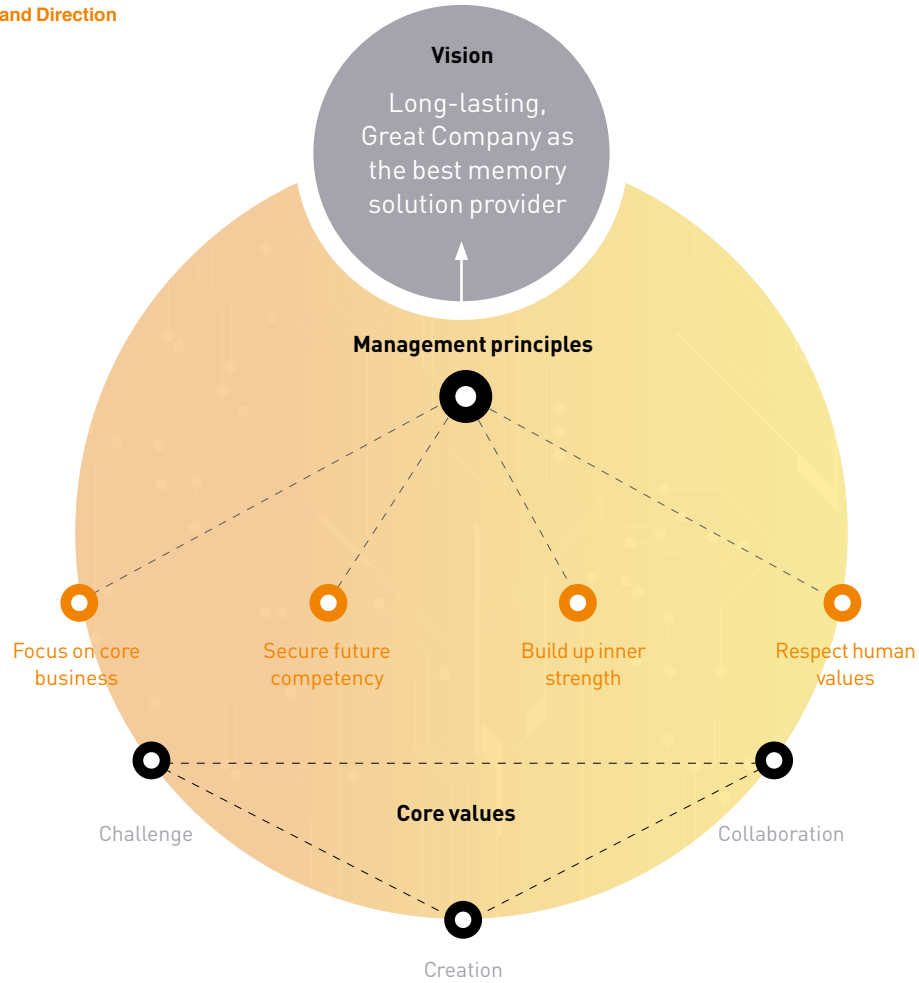 and Direction
Vision
Long-lasting,
Great Company as
the best memory
solution provider
Management principles
Focus on core
business
Secure future
competency
Build up inner
strength
Respect human
values
Core values
Challenge
Collaboration
Creation